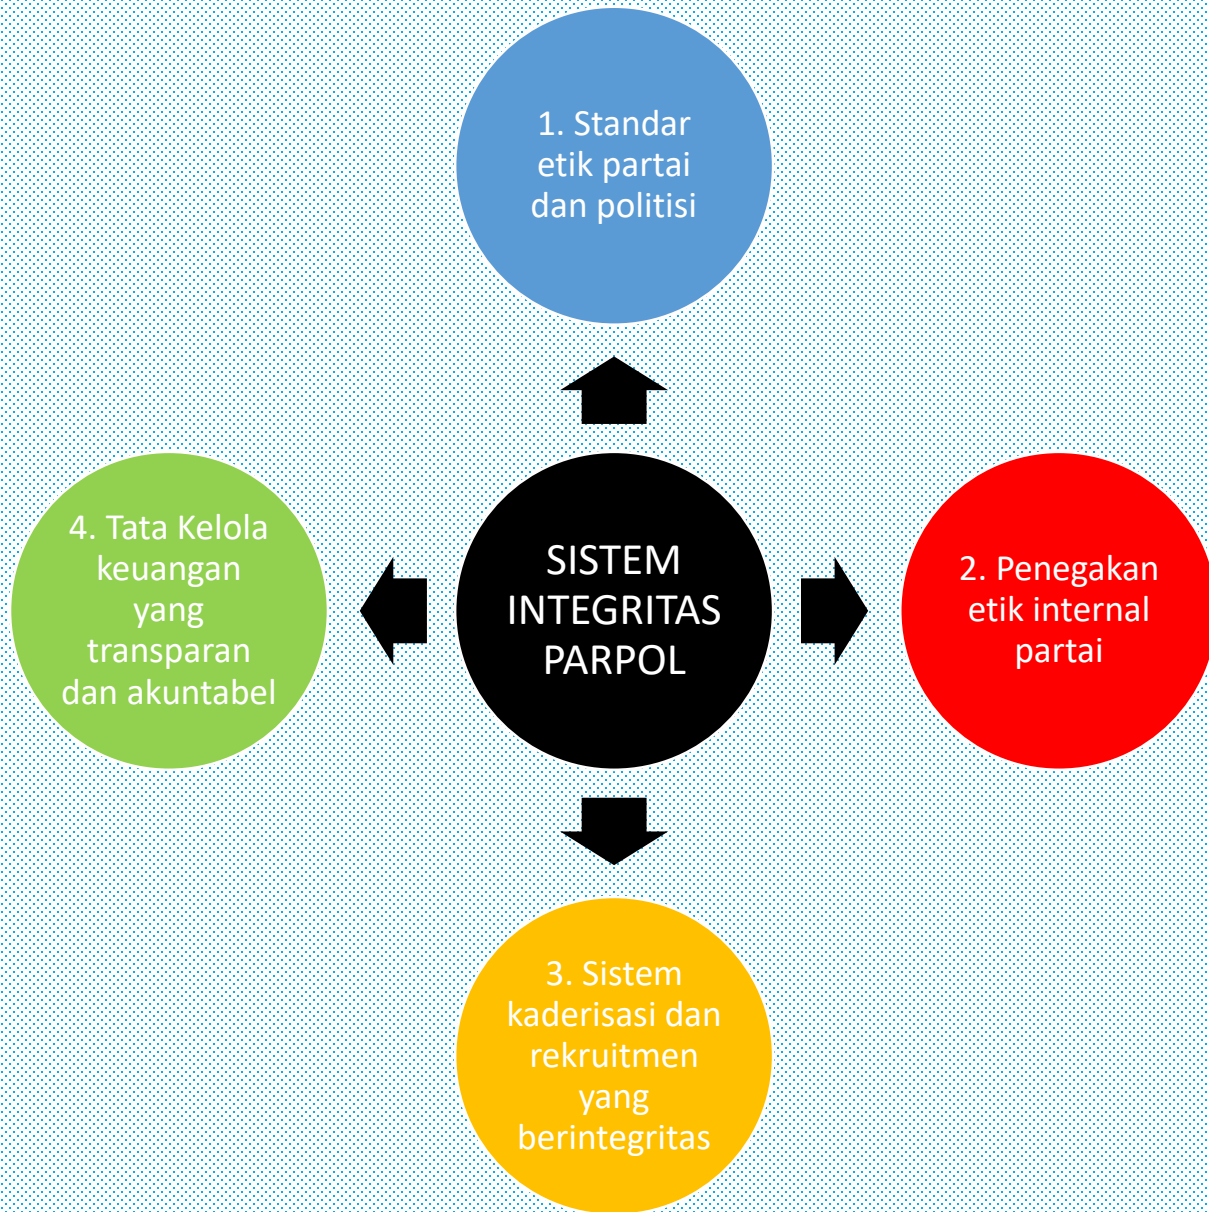 1. Standar
etik partai
dan politisi
4. Tata Kelola
keuangan
yang
transparan
dan akuntabel
SISTEM
INTEGRITAS
PARPOL
2. Penegakan
etik internal
partai
3. Sistem
kaderisasi dan
rekruitmen
yang
berintegritas